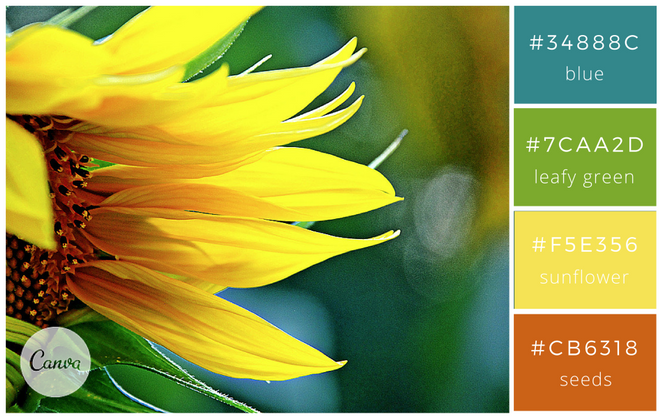 #34888C
blue
#7CAA2D
leafy green
#F5E356
sunflower
#CB6318
seeds
Canva